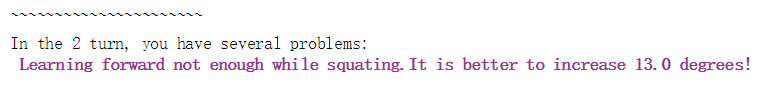 ~~~~~~~~~~~~~~~~~~~~~~
In the 2 turn, you have several problems:
Learning forward not enough while squating.It is better to increase 13.0 degrees!